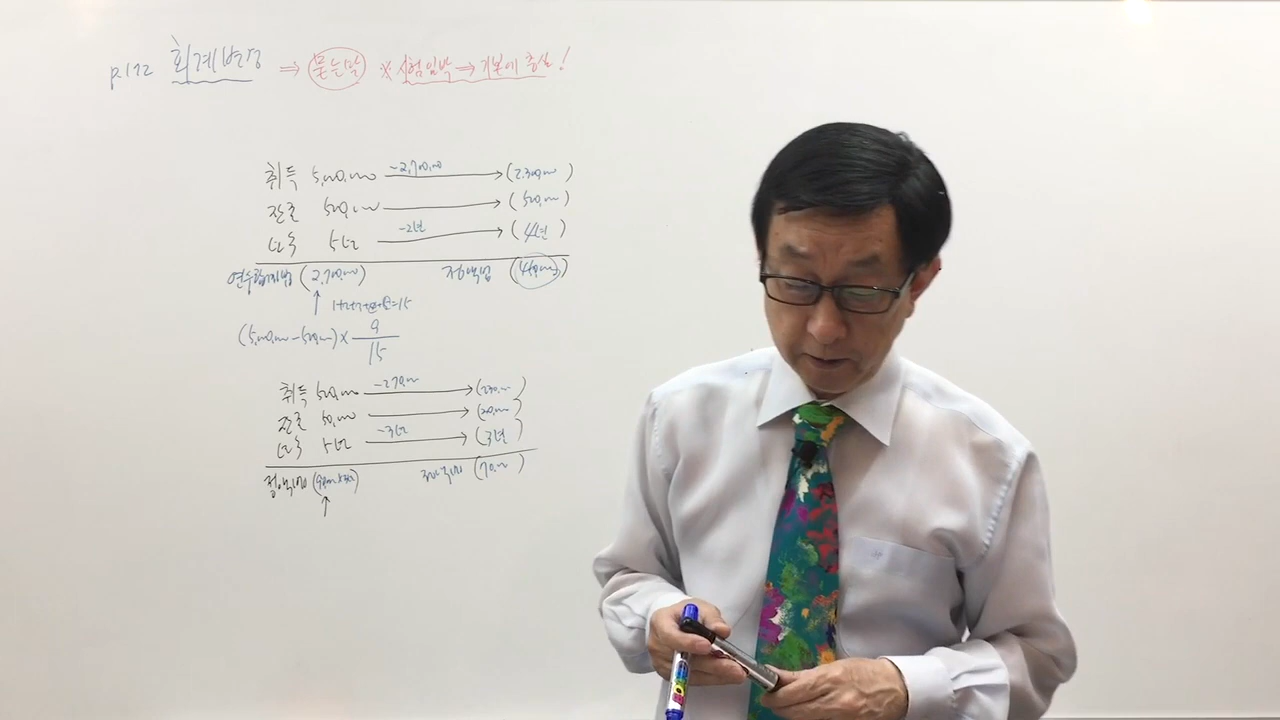 p.172 회계변경 ⇒ 묻는말 ※ 시험임박 ⇒ 기본에 충실!
취득 5,000,000 -2,700,000 → (2,300,000)
잔존 500,000 → (500,000)
내용 5년 -2년 → (4년)
연수합계법 (2,700,000) 정액법 (450,000)
↑ 1+2+3+4+5=15
(5,000,000-500,000)× 9/15
취득 500,000 -270,000 → (230,000)
잔존 50,000 → (20,000)
내용 5년 -3년 → (3년)
정액법 정액법 (70,000)
↑